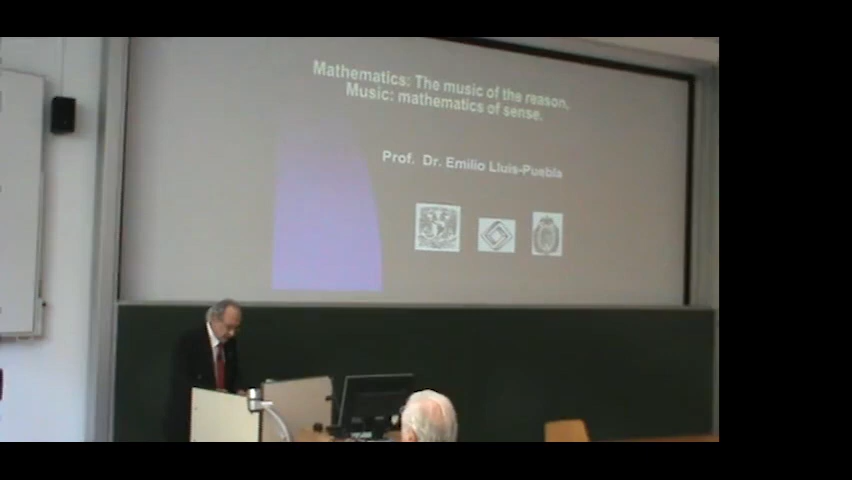 Mathematics: The music of the reason.
Music: mathematics of sense.
Prof. Dr. Emilio Lluis-Puebla